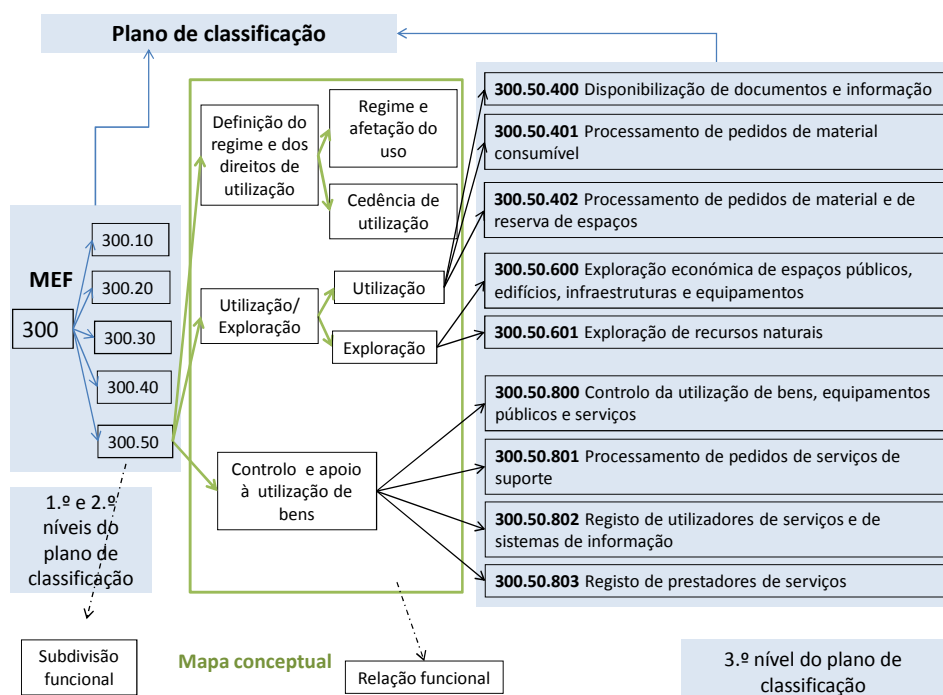 Plano de classificação
MEF
300
300.10
300.20
300.30
300.40
300.50
1.º e 2.º
níveis do
plano de
classificação
Subdivisão
funcional
Definição do
regime e dos
direitos de
utilização
Regime e
afetação do
uso
Cedência de
utilização
Utilização/
Exploração
Utilização
Exploração
Controlo e apoio
à utilização de
bens
Mapa conceptual
Relação funcional
300.50.400 Disponibilização de documentos e informação
300.50.401 Processamento de pedidos de material
consumível
300.50.402 Processamento de pedidos de material e de
reserva de espaços
300.50.600 Exploração económica de espaços públicos,
edifícios, infraestruturas e equipamentos
300.50.601 Exploração de recursos naturais
300.50.800 Controlo da utilização de bens, equipamentos
públicos e serviços
300.50.801 Processamento de pedidos de serviços de
suporte
300.50.802 Registo de utilizadores de serviços e de
sistemas de informação
300.50.803 Registo de prestadores de serviços
3.º nível do plano de
classificação